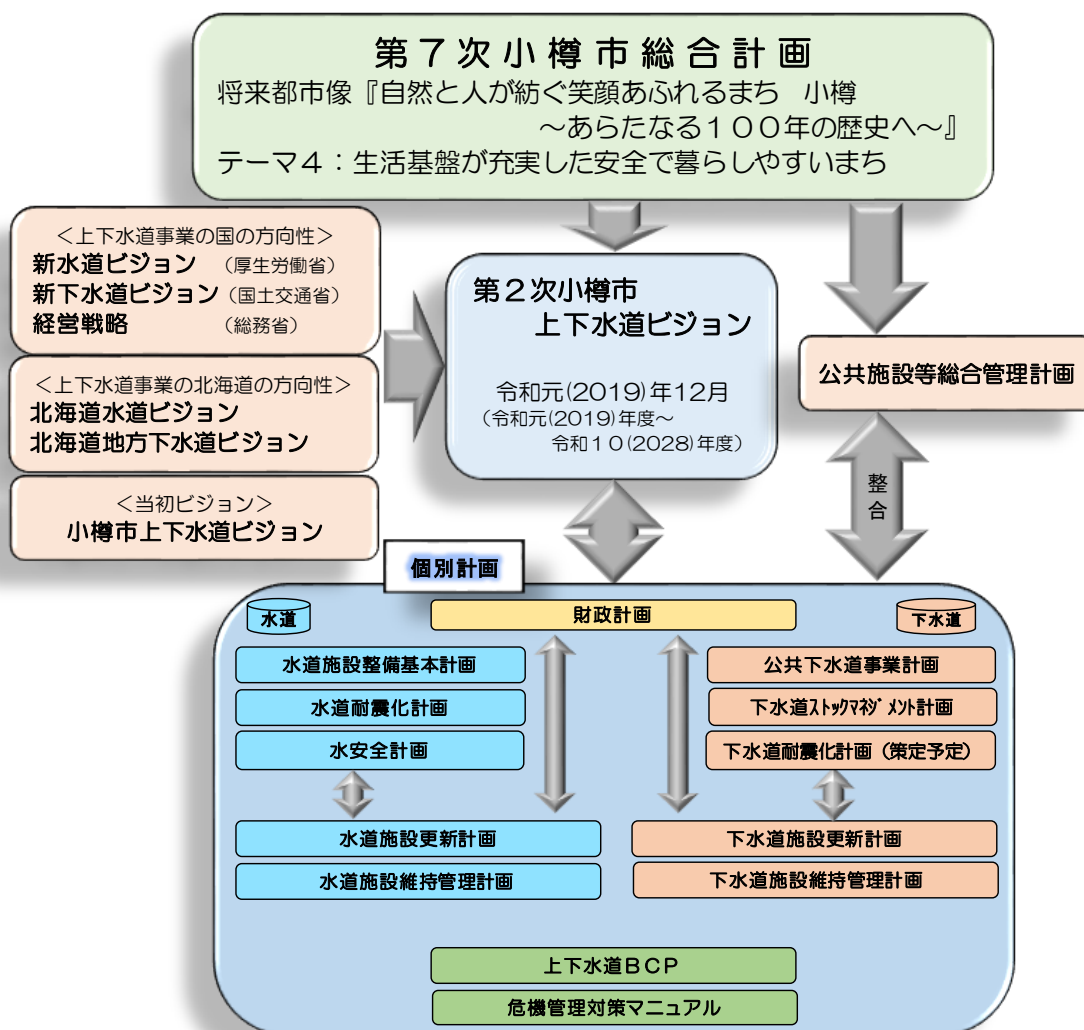 第７次小樽市総合計画
将来都市像『自然と人が紡ぐ笑顔あふれるまち　小樽
～あらたなる１００年の歴史へ～』
テーマ４：生活基盤が充実した安全で暮らしやすいまち
＜上下水道事業の国の方向性＞
新水道ビジョン　（厚生労働省）
新下水道ビジョン（国土交通省）
経営戦略　（総務省）
＜上下水道事業の北海道の方向性＞
北海道水道ビジョン
北海道地方下水道ビジョン
＜当初ビジョン＞
小樽市上下水道ビジョン
第２次小樽市
上下水道ビジョン
令和元(2019)年12月
（令和元(2019)年度～
令和１０(2028)年度）
公共施設等総合管理計画
整合
個別計画
水道
財政計画
下水道
水道施設整備基本計画
水道耐震化計画
水安全計画
公共下水道事業計画
下水道ｽﾄｯｸﾏﾈｼﾞﾒﾝﾄ計画
下水道耐震化計画（策定予定）
水道施設更新計画
水道施設維持管理計画
下水道施設更新計画
下水道施設維持管理計画
上下水道ＢＣＰ
危機管理対策マニュアル